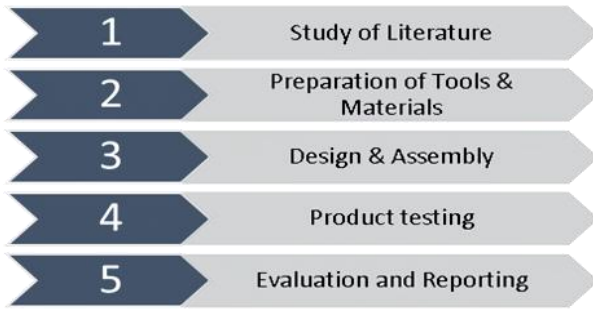 1 Study of Literature
2 Preparation of Tools &
Materials
3 Design & Assembly
4 Product testing
5 Evaluation and Reporting